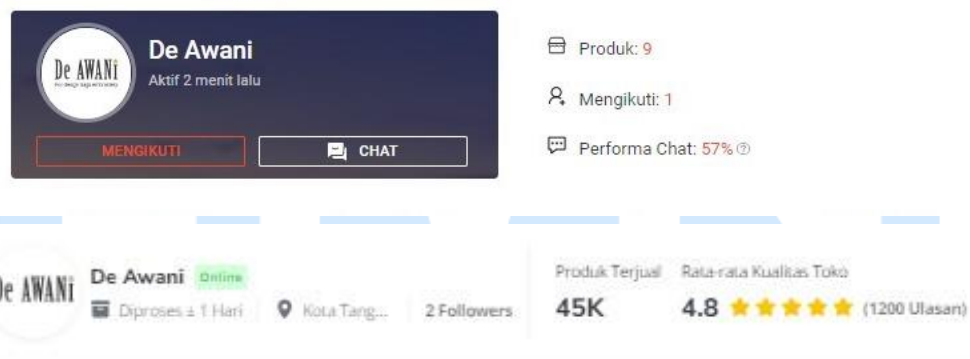 De AWANi
De Awani
Aktif 2 menit lalu
MENGIKUTI
CHAT
Produk: 9
Mengikuti: 1
Performa Chat: 57%
De AWANi
De Awani Online
Diproses ± 1 Hari
Kota Tang...
2 Followers
Produk Terjual
45K
Rata-rata Kualitas Toko
4.8 (1200 Ulasan)